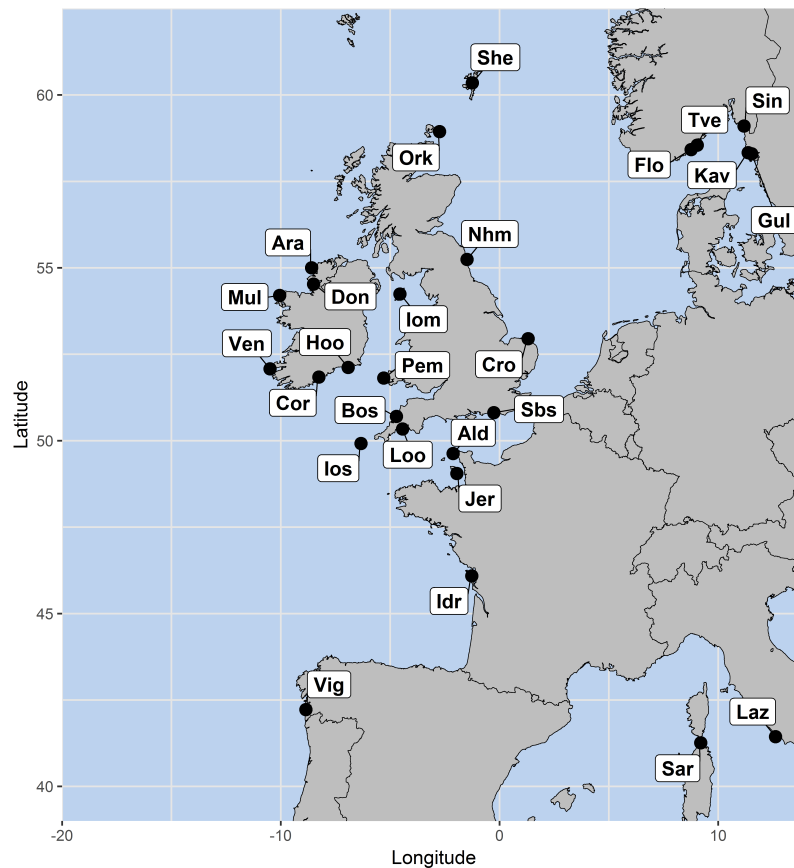 She
60
Sin
Tve
Ork
Flo
Kav
Gul
Nhm
Ara
55
Mul
Don
Iom
Ven
Hoo
Pem
Cro
Cor
Bos
Sbs
Ald
50
Ios
Loo
Jer
Latitude
Idr
45
Vig
Laz
Sar
40
-20
-10
0
10
Longitude